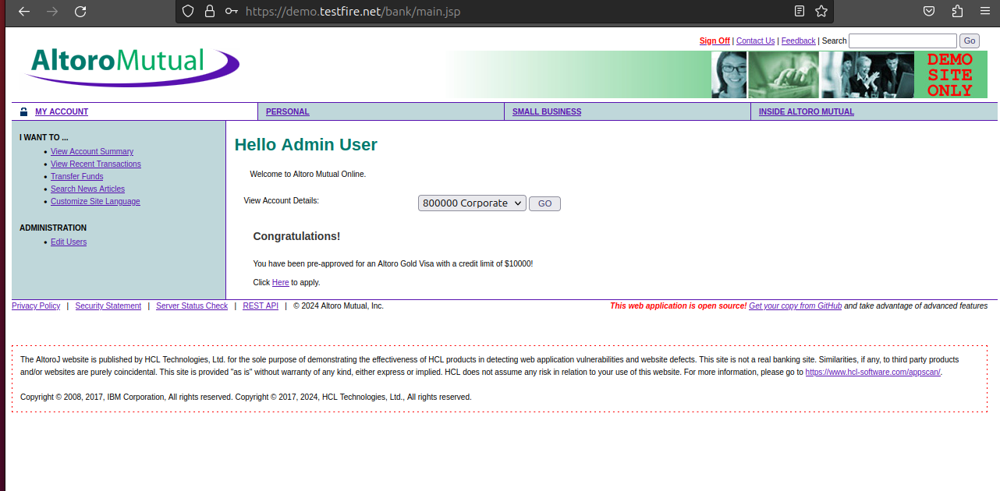 https://demo.testfire.net/bank/main.jsp
Sign Off | Contact Us | Feedback | Search Go
AltoroMutual
DEMO
SITE
ONLY
MY ACCOUNT PERSONAL SMALL BUSINESS INSIDE ALTORO MUTUAL
I WANT TO ...
• View Account Summary
• View Recent Transactions
• Transfer Funds
• Search News Articles
• Customize Site Language
ADMINISTRATION
• Edit Users
Hello Admin User
Welcome to Altoro Mutual Online.
View Account Details: 800000 Corporate GO
Congratulations!
You have been pre-approved for an Altoro Gold Visa with a credit limit of $10000!
Click Here to apply.
Privacy Policy | Security Statement | Server Status Check | REST API | © 2024 Altoro Mutual, Inc. This web application is open source! Get your copy from GitHub and take advantage of advanced features
The AltoroJ website is published by HCL Technologies, Ltd. for the sole purpose of demonstrating the effectiveness of HCL products in detecting web application vulnerabilities and website defects. This site is not a real banking site. Similarities, if any, to third party products
and/or websites are purely coincidental. This site is provided "as is" without warranty of any kind, either express or implied. HCL does not assume any risk in relation to your use of this website. For more information, please go to https://www.hcl-software.com/appscan/.
Copyright © 2008, 2017, IBM Corporation, All rights reserved. Copyright © 2017, 2024, HCL Technologies, Ltd., All rights reserved.